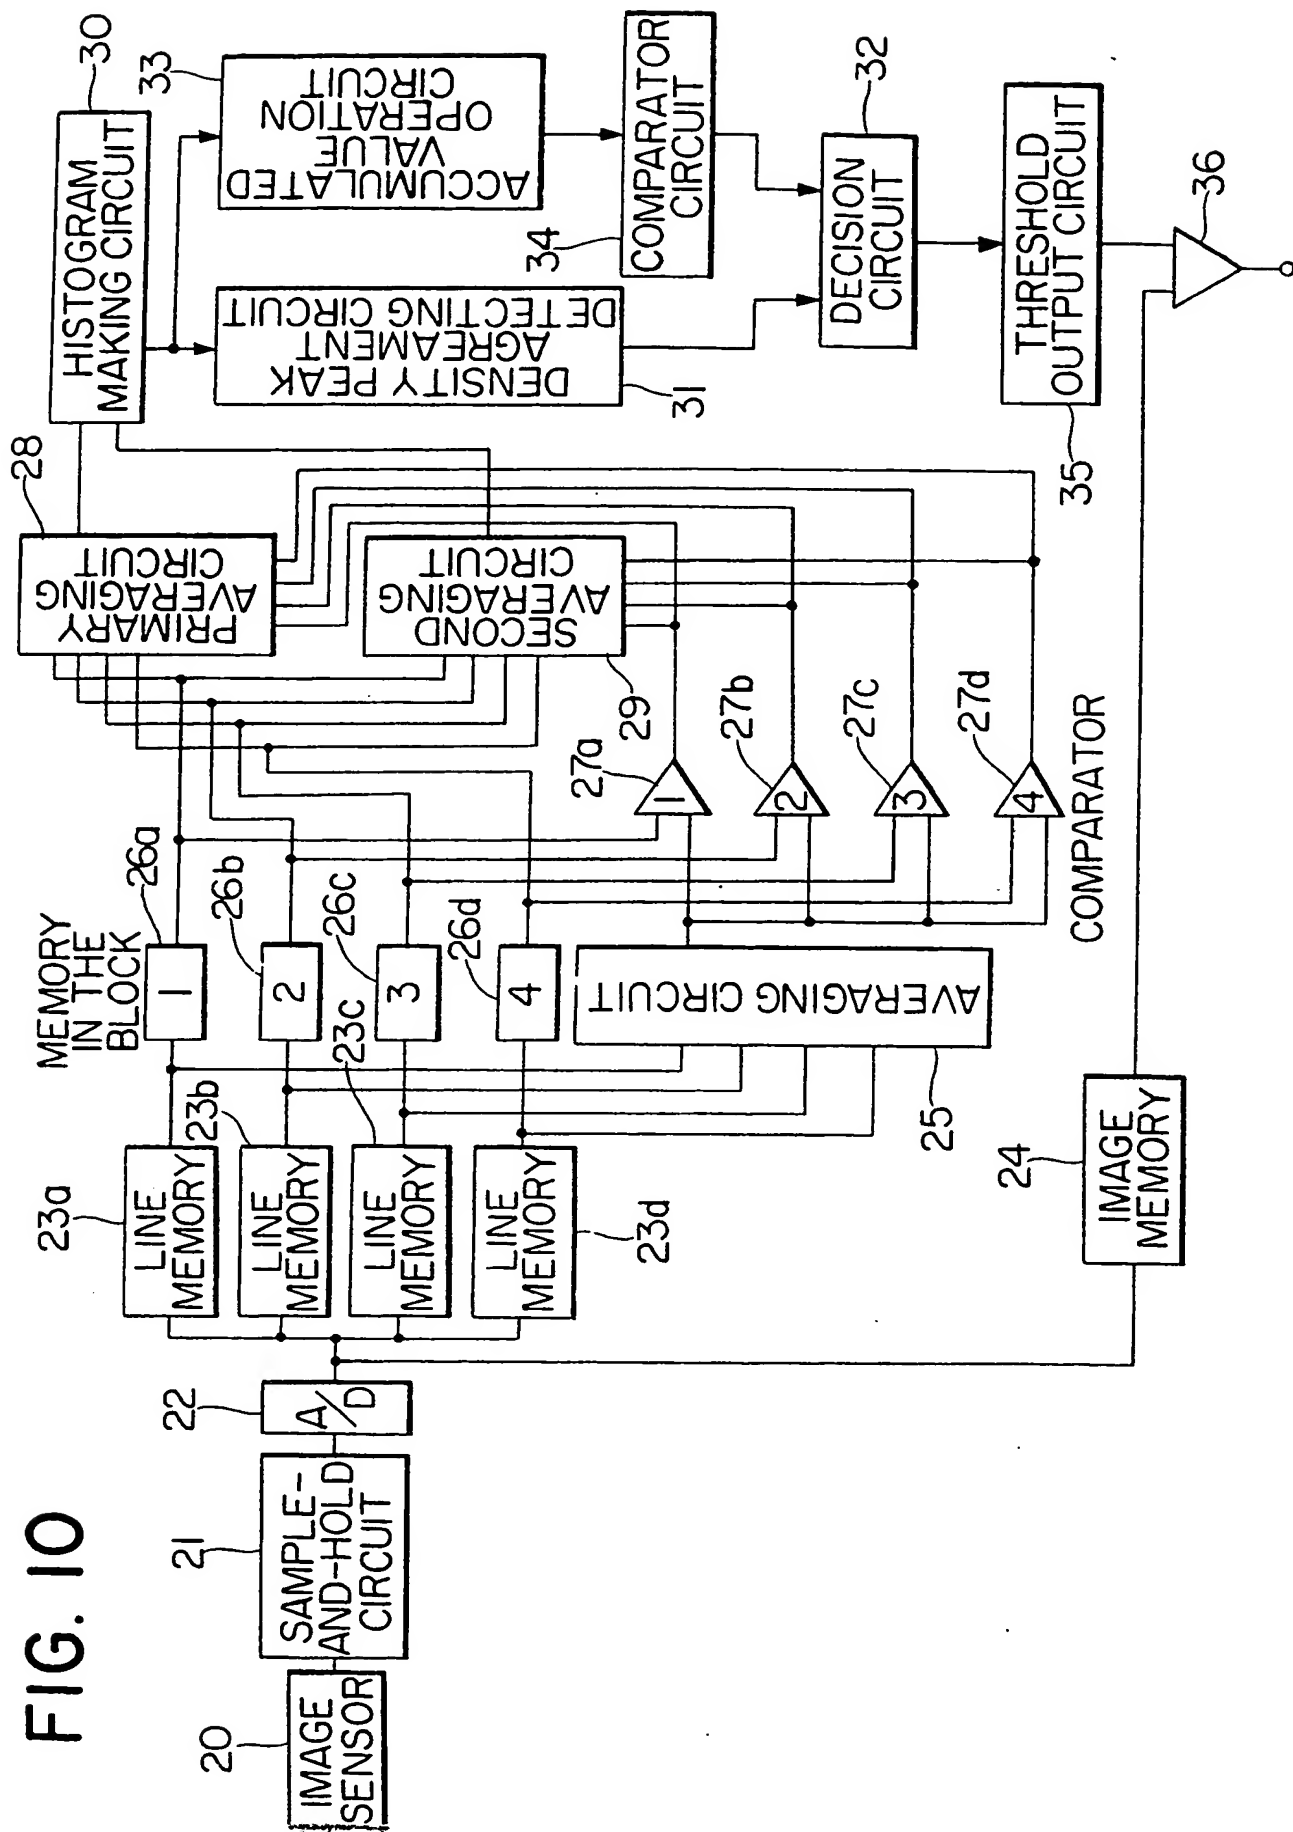 FIG. 10
20
IMAGE
SENSOR
21
SAMPLE-
AND-HOLD
CIRCUIT
22
A/D
23a
LINE
MEMORY
23b
LINE
MEMORY
23c
LINE
MEMORY
23d
LINE
MEMORY
24
IMAGE
MEMORY
25
AVERAGING CIRCUIT
MEMORY
IN THE
BLOCK
26a
1
26b
2
26c
3
26d
4
27a
1
27b
2
27c
3
27d
4
COMPARATOR
28
PRIMARY
AVERAGING
CIRCUIT
29
SECOND
AVERAGING
CIRCUIT
30
HISTOGRAM
MAKING CIRCUIT
31
DENSITY PEAK
AGREAMENT
DETECTING CIRCUIT
33
ACCUMULATED
VALUE
OPERATION
CIRCUIT
34
COMPARATOR
CIRCUIT
32
DECISION
CIRCUIT
35
THRESHOLD
OUTPUT CIRCUIT
36